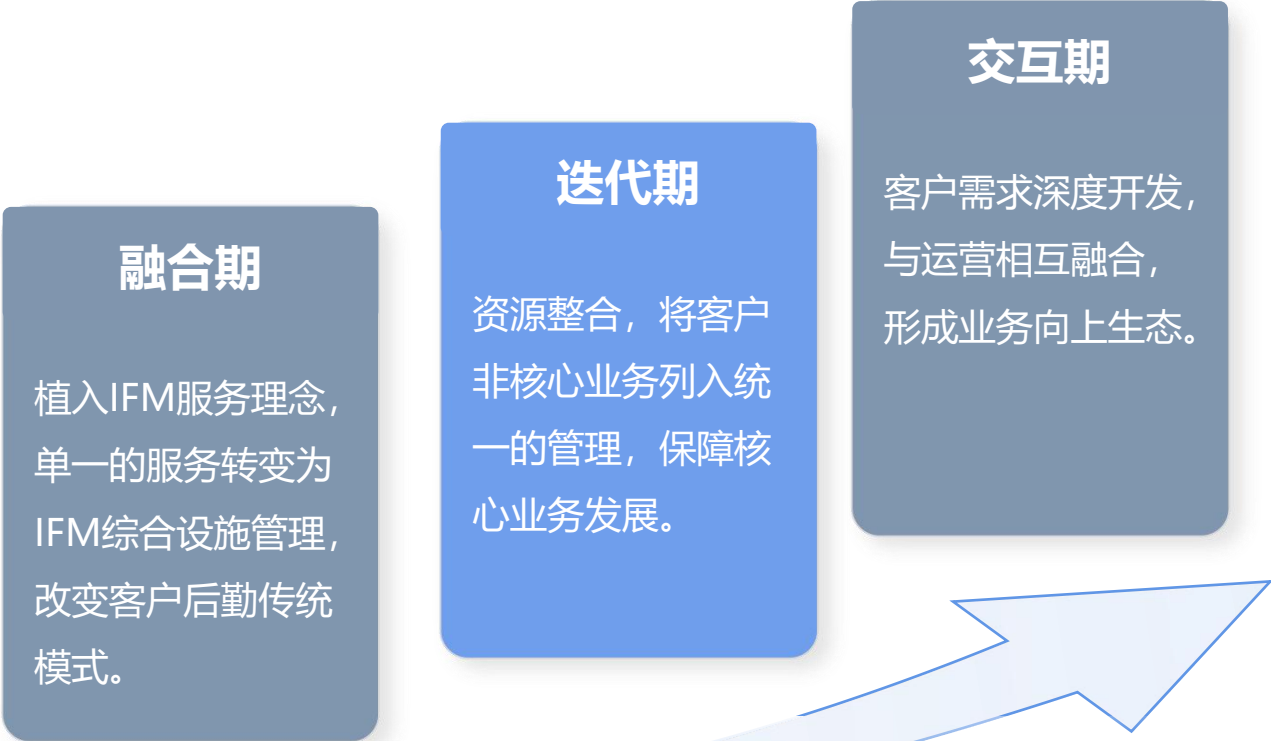 融合期
植入IFM服务理念，
单一的服务转变为
IFM综合设施管理，
改变客户后勤传统
模式。
迭代期
资源整合，将客户
非核心业务列入统
一的管理，保障核
心业务发展。
交互期
客户需求深度开发，
与运营相互融合，
形成业务向上生态。